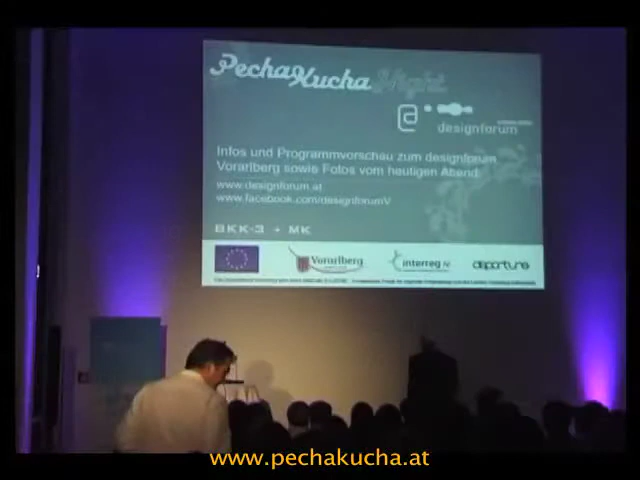 PechaKucha Night
designforum
Infos und Programmvorschau zum designforum
Vorarlberg sowie Fotos vom heutigen Abend:
www.designforum.at
www.facebook.com/designforumV
BKK-3 + MK
Vorarlberg
interreg IV
departure
www.pechakucha.at